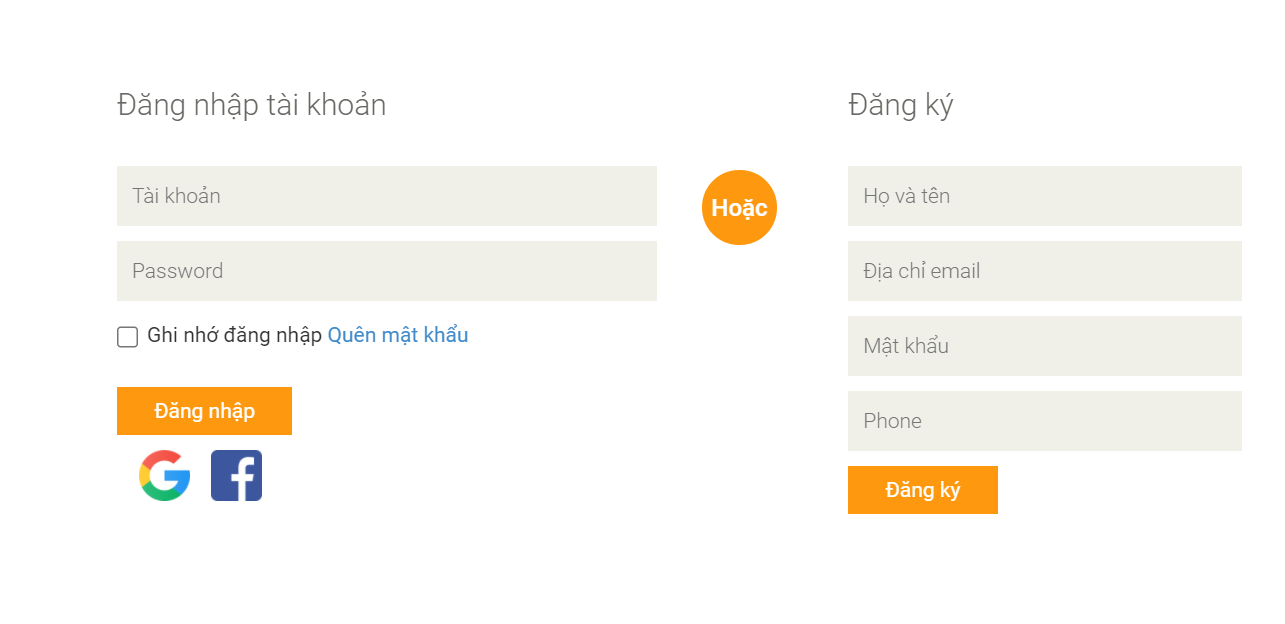 Đăng nhập tài khoản
Tài khoản
Password
Ghi nhớ đăng nhập Quên mật khẩu
Đăng nhập
Hoặc
Đăng ký
Họ và tên
Địa chỉ email
Mật khẩu
Phone
Đăng ký